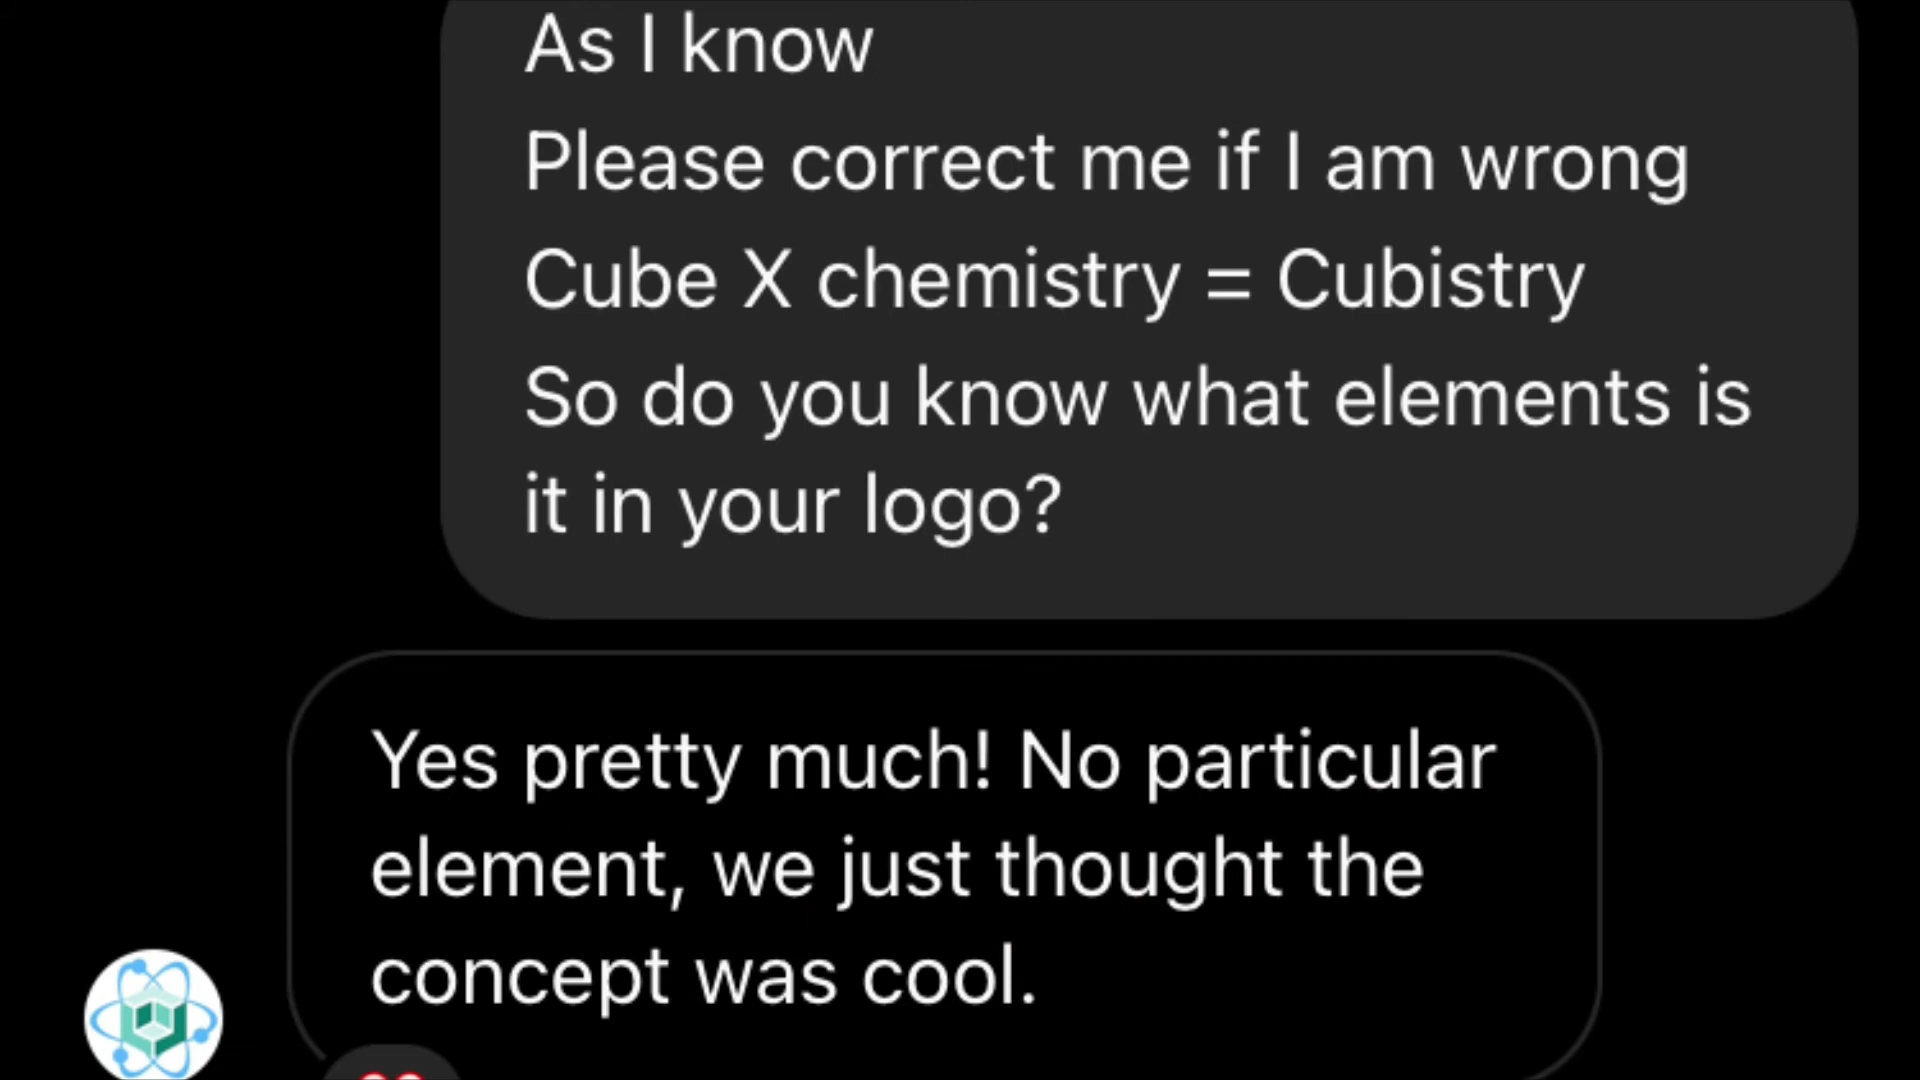 As I know
Please correct me if I am wrong
Cube X chemistry = Cubistry
So do you know what elements is
it in your logo?
Yes pretty much! No particular
element, we just thought the
concept was cool.